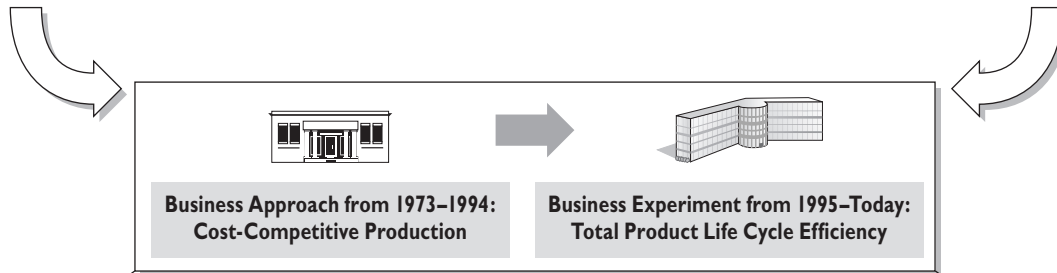 Business Approach from 1973–1994:
Cost-Competitive Production
Business Experiment from 1995–Today:
Total Product Life Cycle Efficiency